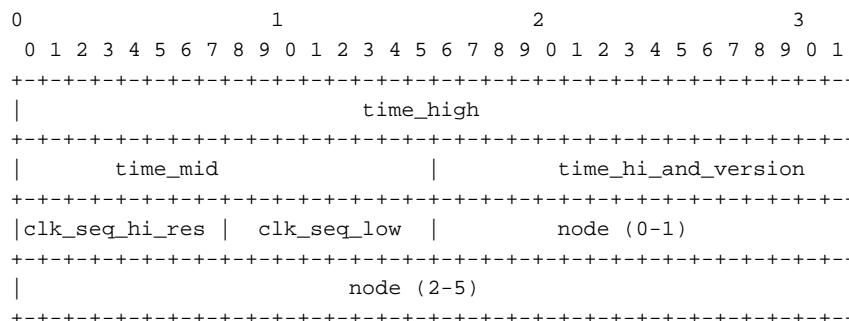 0                   1                   2                   3
 0 1 2 3 4 5 6 7 8 9 0 1 2 3 4 5 6 7 8 9 0 1 2 3 4 5 6 7 8 9 0 1
+-+-+-+-+-+-+-+-+-+-+-+-+-+-+-+-+-+-+-+-+-+-+-+-+-+-+-+-+-+-+-+--
|                          time_high
+-+-+-+-+-+-+-+-+-+-+-+-+-+-+-+-+-+-+-+-+-+-+-+-+-+-+-+-+-+-+-+--
|       time_mid                |         time_hi_and_version
+-+-+-+-+-+-+-+-+-+-+-+-+-+-+-+-+-+-+-+-+-+-+-+-+-+-+-+-+-+-+-+--
|clk_seq_hi_res |  clk_seq_low  |         node (0-1)
+-+-+-+-+-+-+-+-+-+-+-+-+-+-+-+-+-+-+-+-+-+-+-+-+-+-+-+-+-+-+-+--
|                         node (2-5)
+-+-+-+-+-+-+-+-+-+-+-+-+-+-+-+-+-+-+-+-+-+-+-+-+-+-+-+-+-+-+-+--